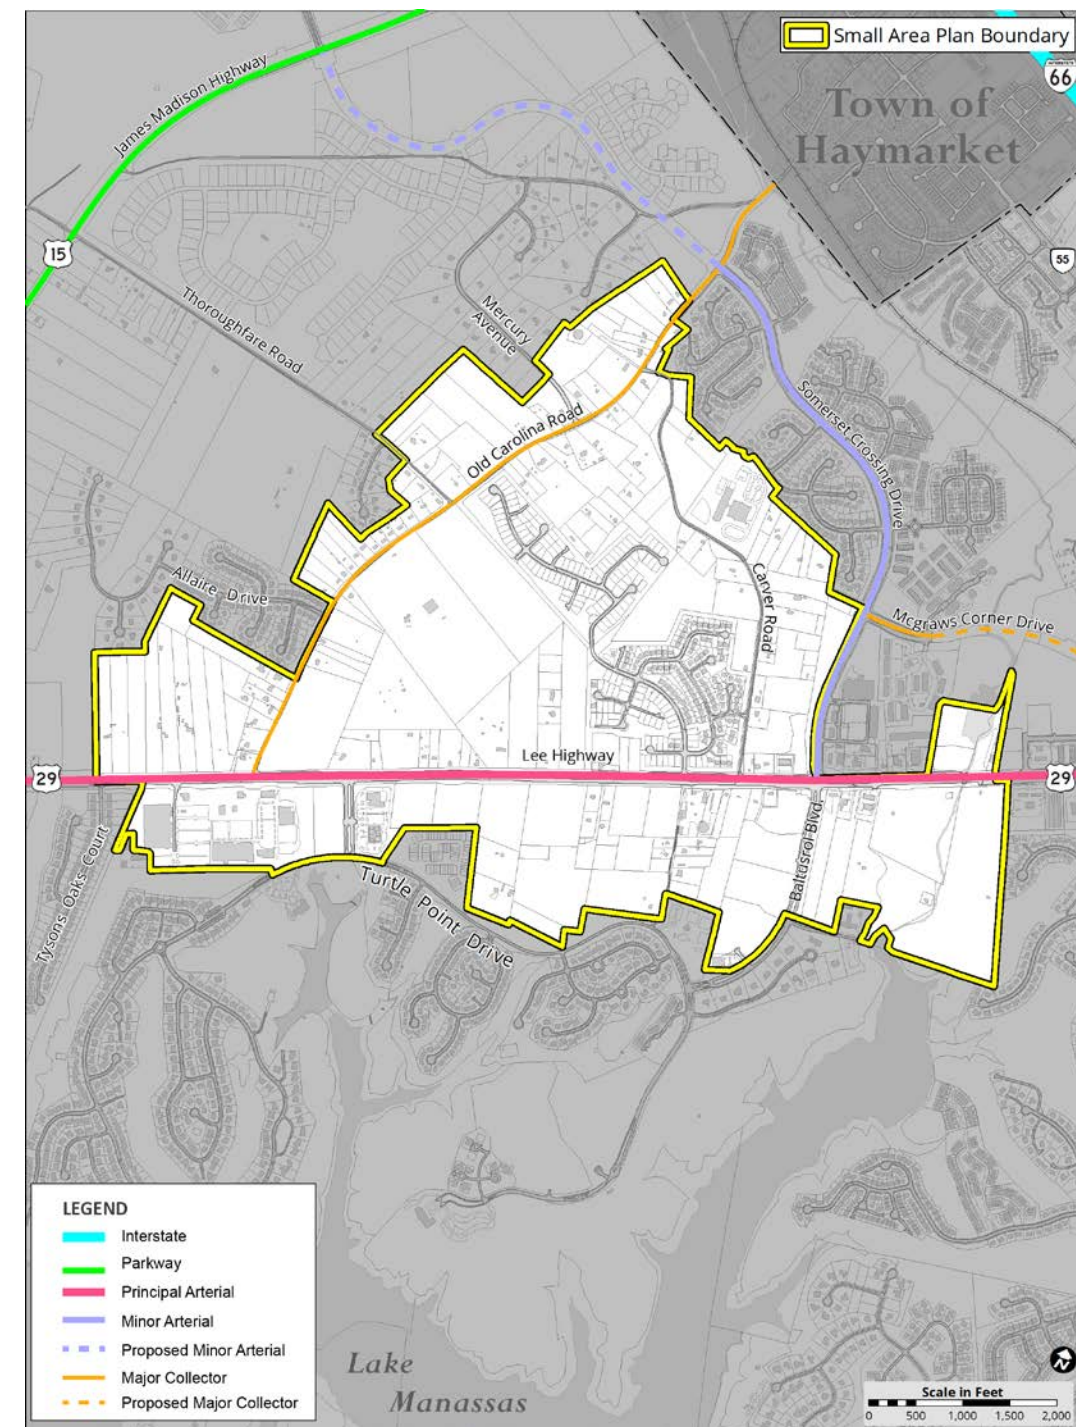 Small Area Plan Boundary
INTERSTATE
66
Town of
Haymarket
James Madison Highway
15
55
Thoroughfare Road
Mercury
Avenue
Old Carolina Road
Somerset Crossing Drive
Allaire Drive
Carver Road
Mcgraws Corner Drive
Lee Highway
29
29
Tysons Oaks Court
Baltusrol Blvd.
Turtle Point Drive
LEGEND
Interstate
Parkway
Principal Arterial
Minor Arterial
Proposed Minor Arterial
Major Collector
Proposed Major Collector
Lake
Manassas
N
Scale in Feet
0 500 1,000 1,500 2,000